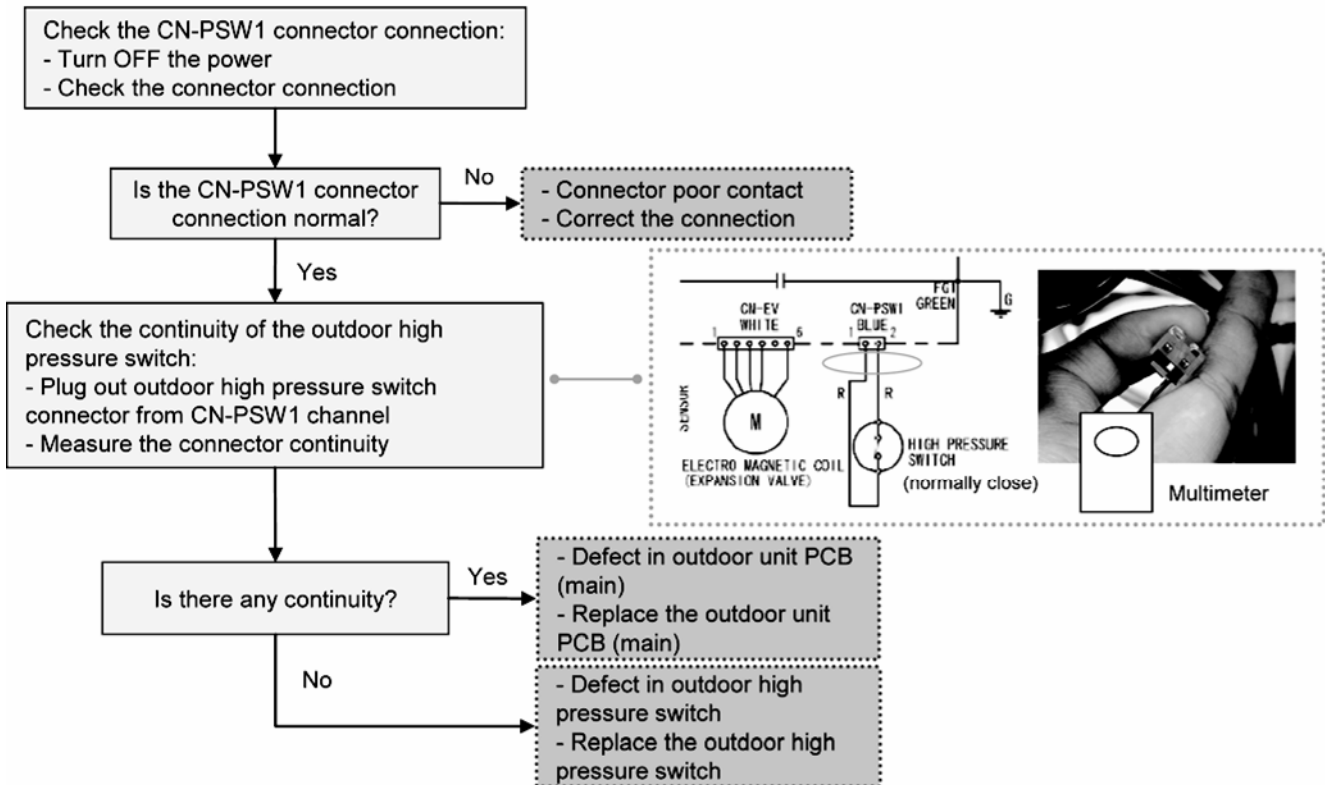 Check the CN-PSW1 connector connection:
- Turn OFF the power
- Check the connector connection
Is the CN-PSW1 connector
connection normal?
No
- Connector poor contact
- Correct the connection
Yes
Check the continuity of the outdoor high
pressure switch:
- Plug out outdoor high pressure switch
connector from CN-PSW1 channel
- Measure the connector continuity
CN-EV
WHITE
1 6
CN-PSW1
BLUE
1 2
FG1
GREEN
G
SENSOR
M
R R
ELECTRO MAGNETIC COIL
(EXPANSION VALVE)
HIGH PRESSURE
SWITCH
(normally close)
Multimeter
Is there any continuity?
Yes
- Defect in outdoor unit PCB
(main)
- Replace the outdoor unit
PCB (main)
No
- Defect in outdoor high
pressure switch
- Replace the outdoor high
pressure switch